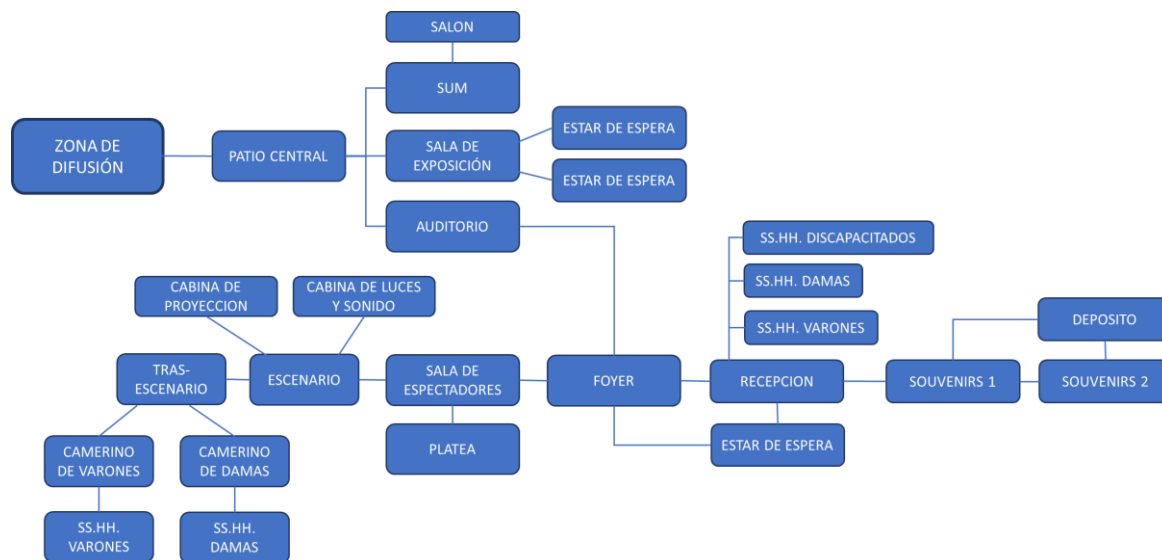 SALON
SUM
ZONA DE
DIFUSIÓN
PATIO CENTRAL
SALA DE
EXPOSICIÓN
ESTAR DE ESPERA
ESTAR DE ESPERA
AUDITORIO
SS.HH. DISCAPACITADOS
SS.HH. DAMAS
SS.HH. VARONES
CABINA DE
PROYECCION
CABINA DE LUCES
Y SONIDO
DEPOSITO
TRAS-
ESCENARIO
ESCENARIO
SALA DE
ESPECTADORES
FOYER
RECEPCION
SOUVENIRS 1
SOUVENIRS 2
CAMERINO
DE VARONES
CAMERINO
DE DAMAS
PLATEA
ESTAR DE ESPERA
SS.HH.
VARONES
SS.HH.
DAMAS